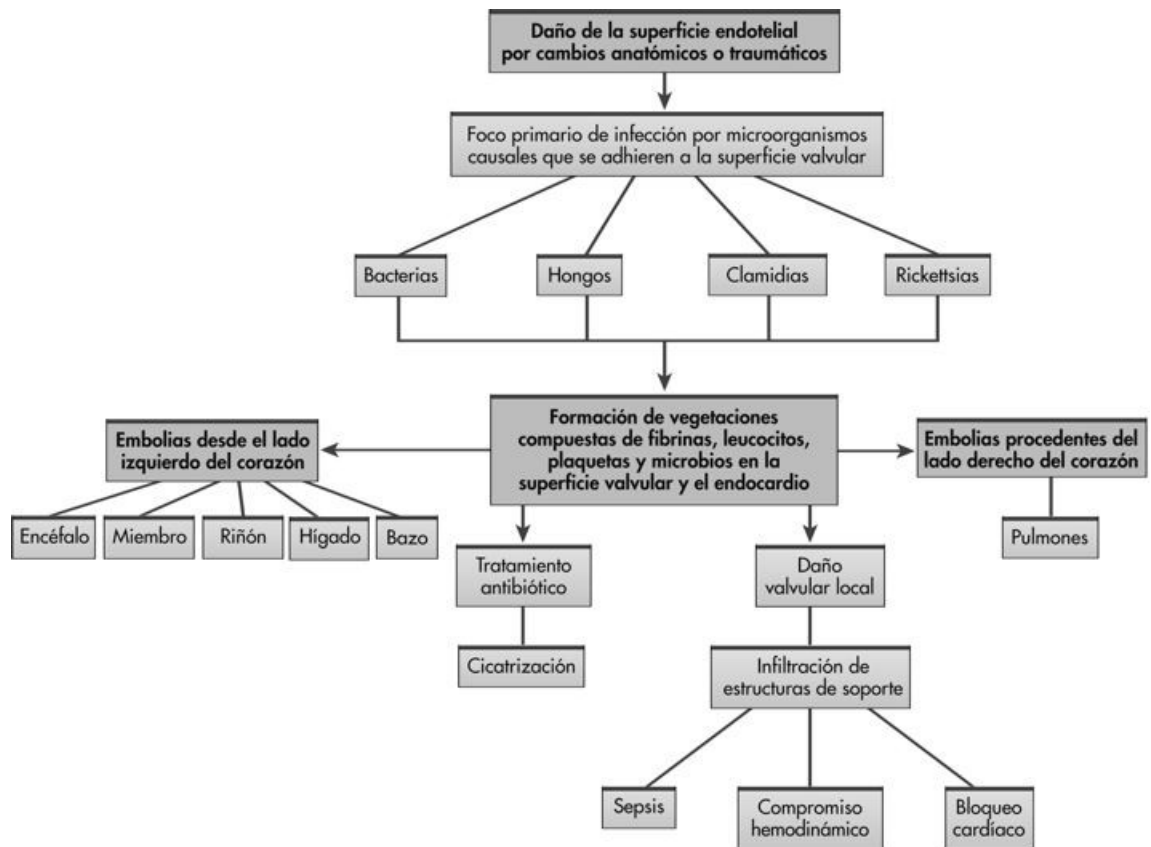 Daño de la superficie endotelial
por cambios anatómicos o traumáticos
Foco primario de infección por microorganismos
causales que se adhieren a la superficie valvular
Bacterias
Hongos
Clamidias
Rickettsias
Embolias desde el lado
izquierdo del corazón
Formación de vegetaciones
compuestas de fibrinas, leucocitos,
plaquetas y microbios en la
superficie valvular y el endocardio
Embolias procedentes del
lado derecho del corazón
Encéfalo
Miembro
Riñón
Hígado
Bazo
Pulmones
Tratamiento
antibiótico
Daño
valvular local
Cicatrización
Infiltración de
estructuras de soporte
Sepsis
Compromiso
hemodinámico
Bloqueo
cardíaco